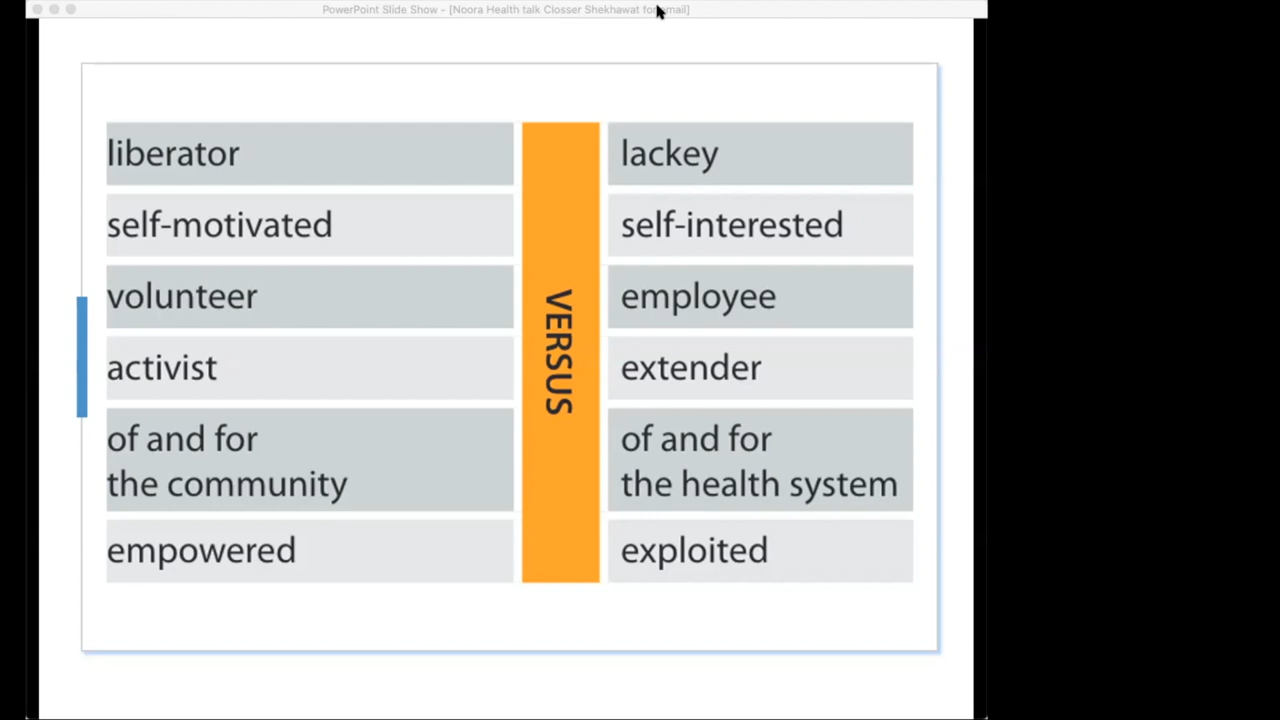 PowerPoint Slide Show - [Noora Health talk Closser Shekhawat for email]
liberator
lackey
self-motivated
self-interested
volunteer
employee
activist
extender
of and for
the community
of and for
the health system
empowered
exploited
VERSUS